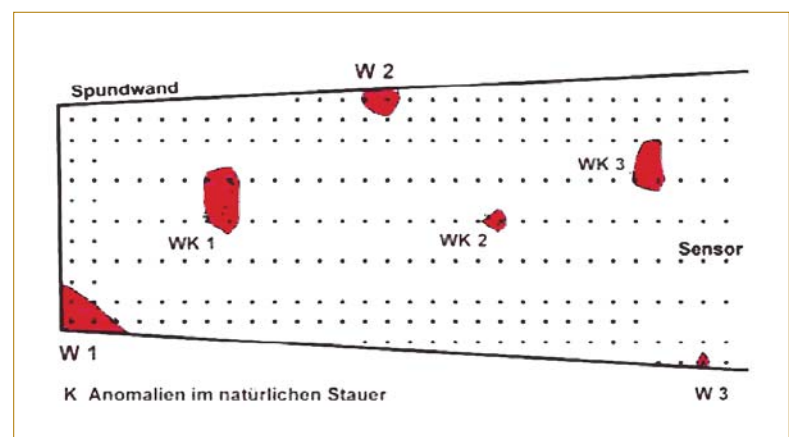 W 2
Spundwand
WK 3
WK 1
WK 2
Sensor
W 1
K Anomalien im natürlichen Stauer
W 3